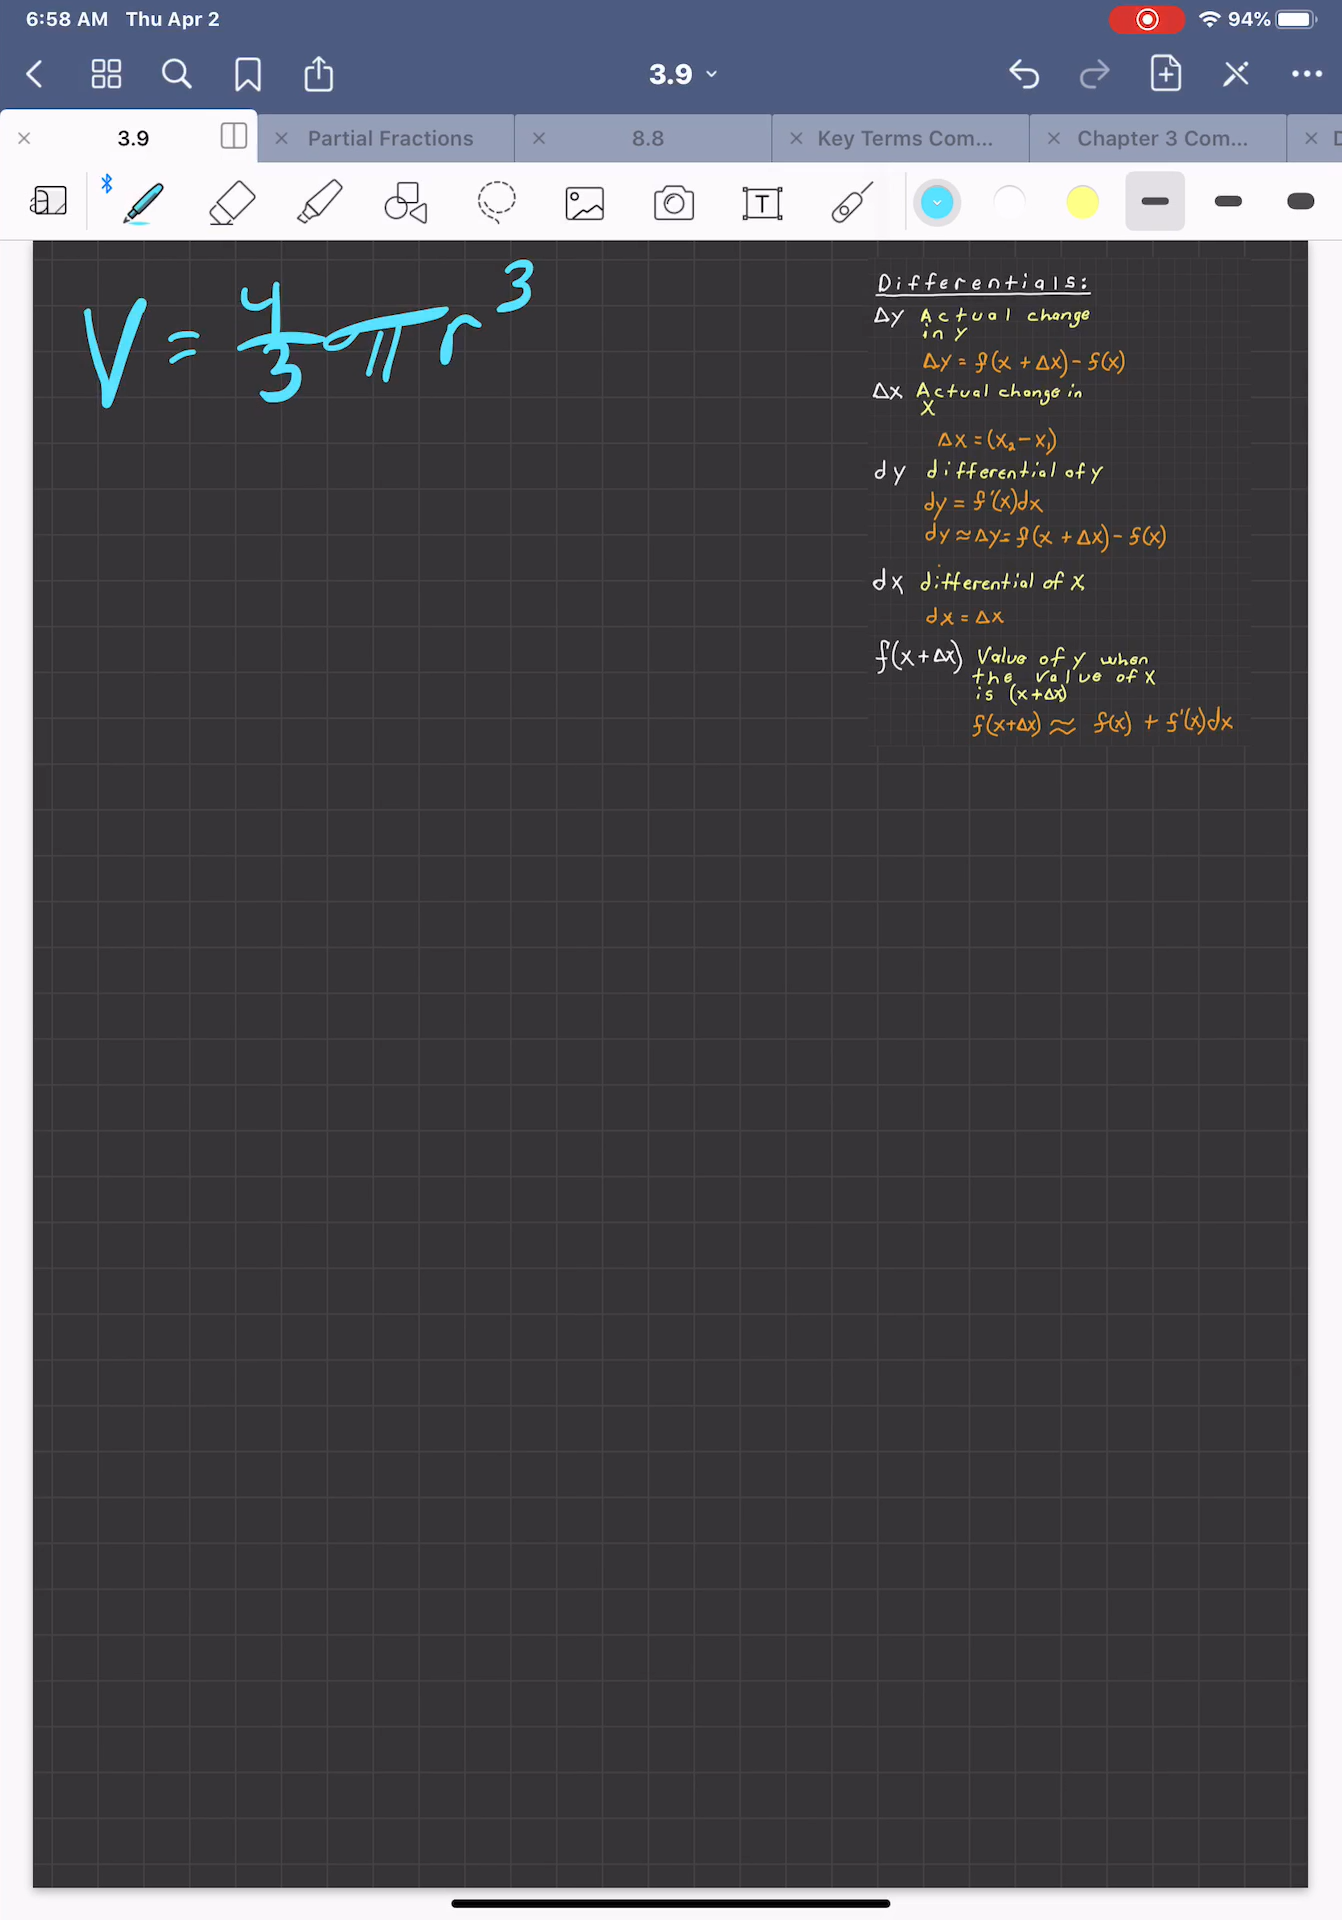 6:58 AM Thu Apr 2
94%
3.9
3.9
Partial Fractions
8.8
Key Terms Com...
Chapter 3 Com...
D
a
T
V = 4/3 π r³
Differentials:
Δy Actual change
in y
Δy = f(x + Δx) - f(x)
Δx Actual change in
x
Δx = (x₂ - x₁)
dy differential of y
dy = f'(x)dx
dy ≈ Δy = f(x + Δx) - f(x)
dx differential of x
dx = Δx
f(x+Δx) Value of y when
the value of x
is (x+Δx)
f(x+Δx) ≈ f(x) + f'(x)dx